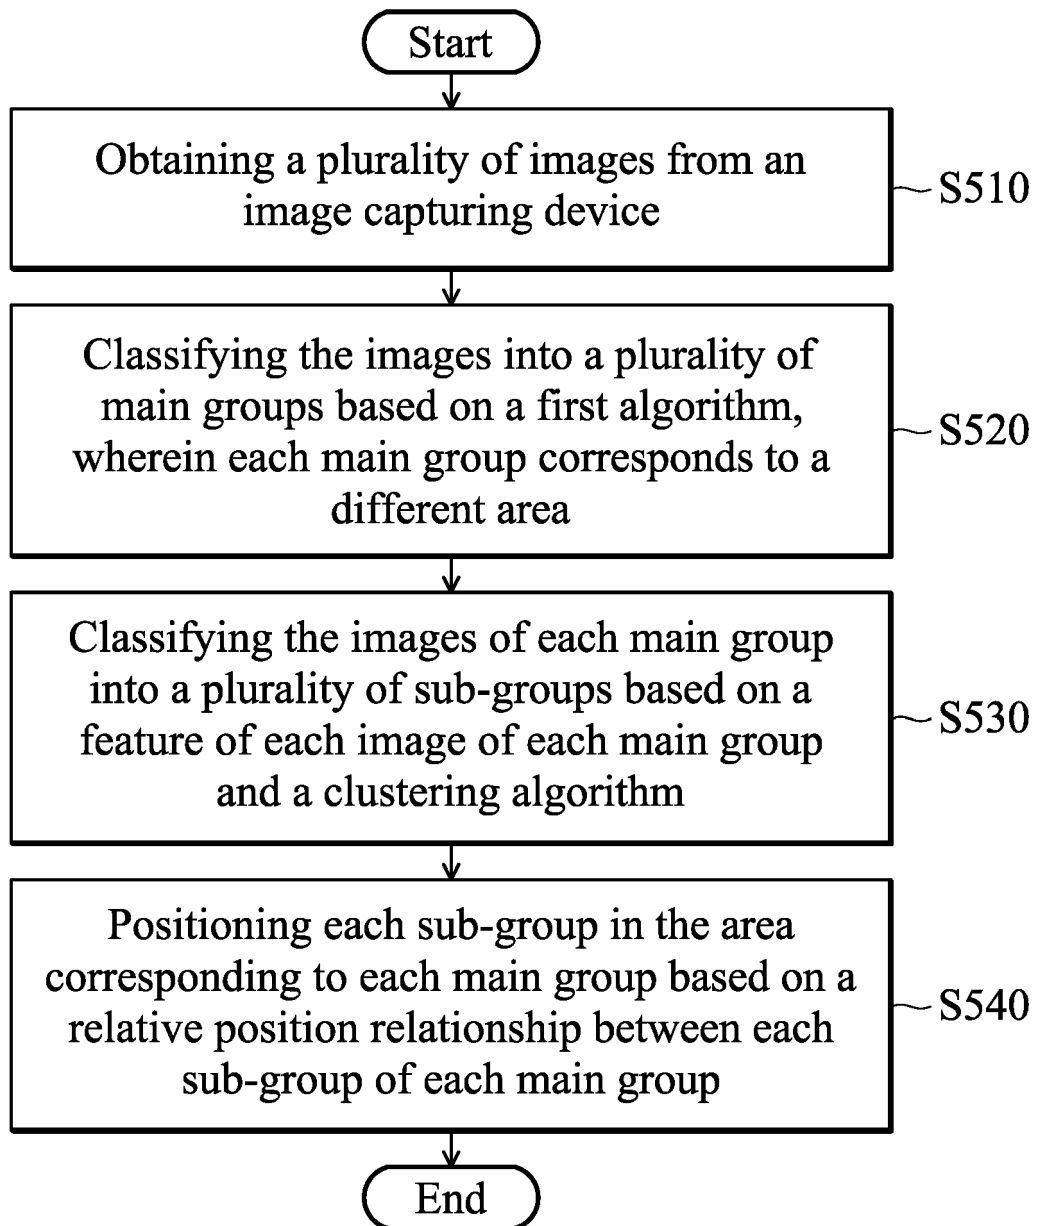 Start
Obtaining a plurality of images from an
image capturing device
S510
Classifying the images into a plurality of
main groups based on a first algorithm,
wherein each main group corresponds to a
different area
S520
Classifying the images of each main group
into a plurality of sub-groups based on a
feature of each image of each main group
and a clustering algorithm
S530
Positioning each sub-group in the area
corresponding to each main group based on a
relative position relationship between each
sub-group of each main group
S540
End